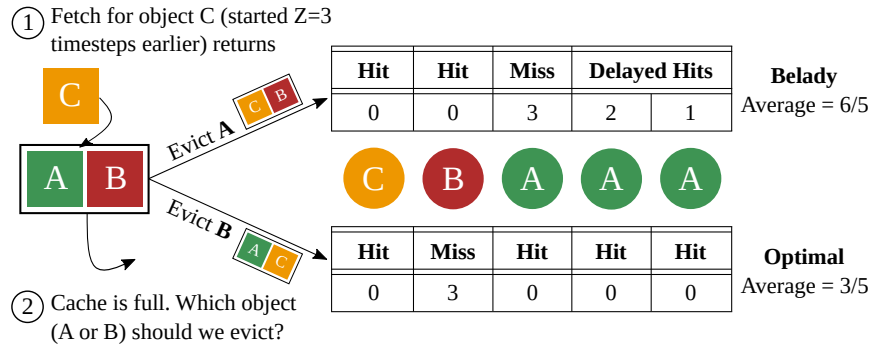 1 Fetch for object C (started Z=3
timesteps earlier) returns
C
A B
Evict A
C B
Hit Hit Miss Delayed Hits
0 0 3 2 1
Belady
Average = 6/5
C B A A A
Evict B
A C
Hit Miss Hit Hit Hit
0 3 0 0 0
Optimal
Average = 3/5
2 Cache is full. Which object
(A or B) should we evict?